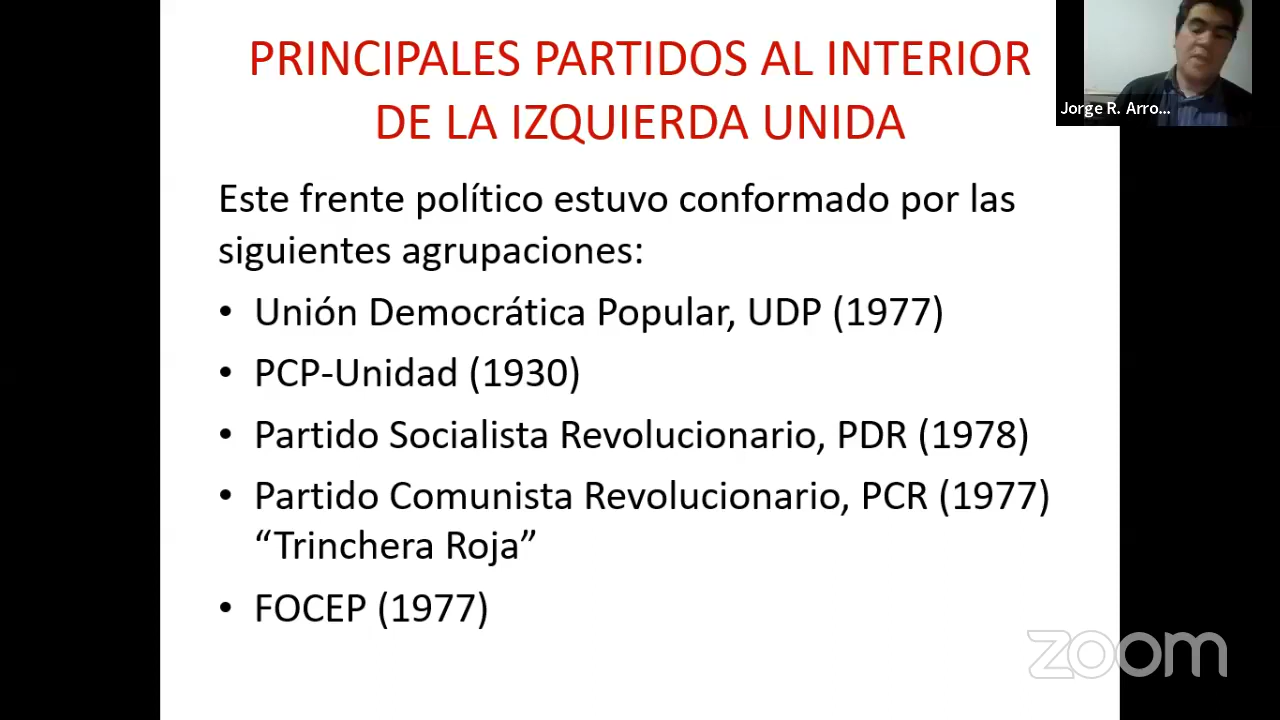 PRINCIPALES PARTIDOS AL INTERIOR
DE LA IZQUIERDA UNIDA
Jorge R. Arro...
Este frente político estuvo conformado por las
siguientes agrupaciones:
• Unión Democrática Popular, UDP (1977)
• PCP-Unidad (1930)
• Partido Socialista Revolucionario, PDR (1978)
• Partido Comunista Revolucionario, PCR (1977)
“Trinchera Roja”
• FOCEP (1977)
zoom